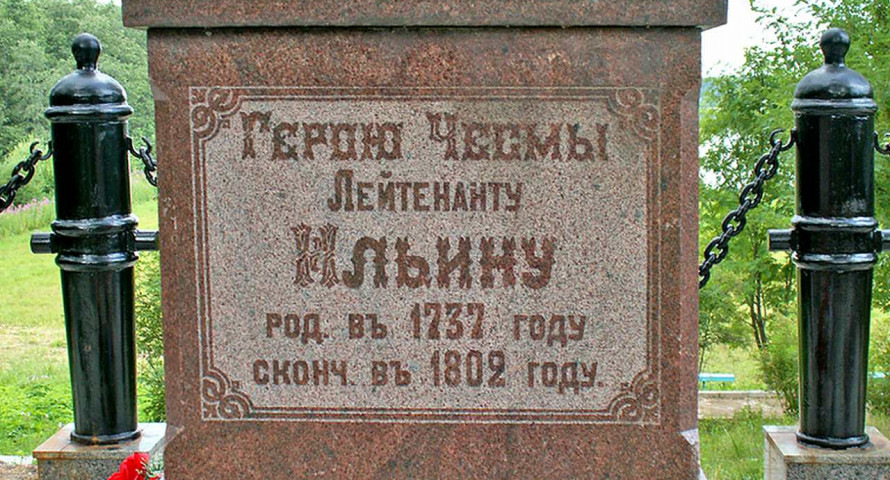 Герою Чесмы
Лейтенанту
Ильину
род. въ 1737 году
сконч. въ 1802 году.